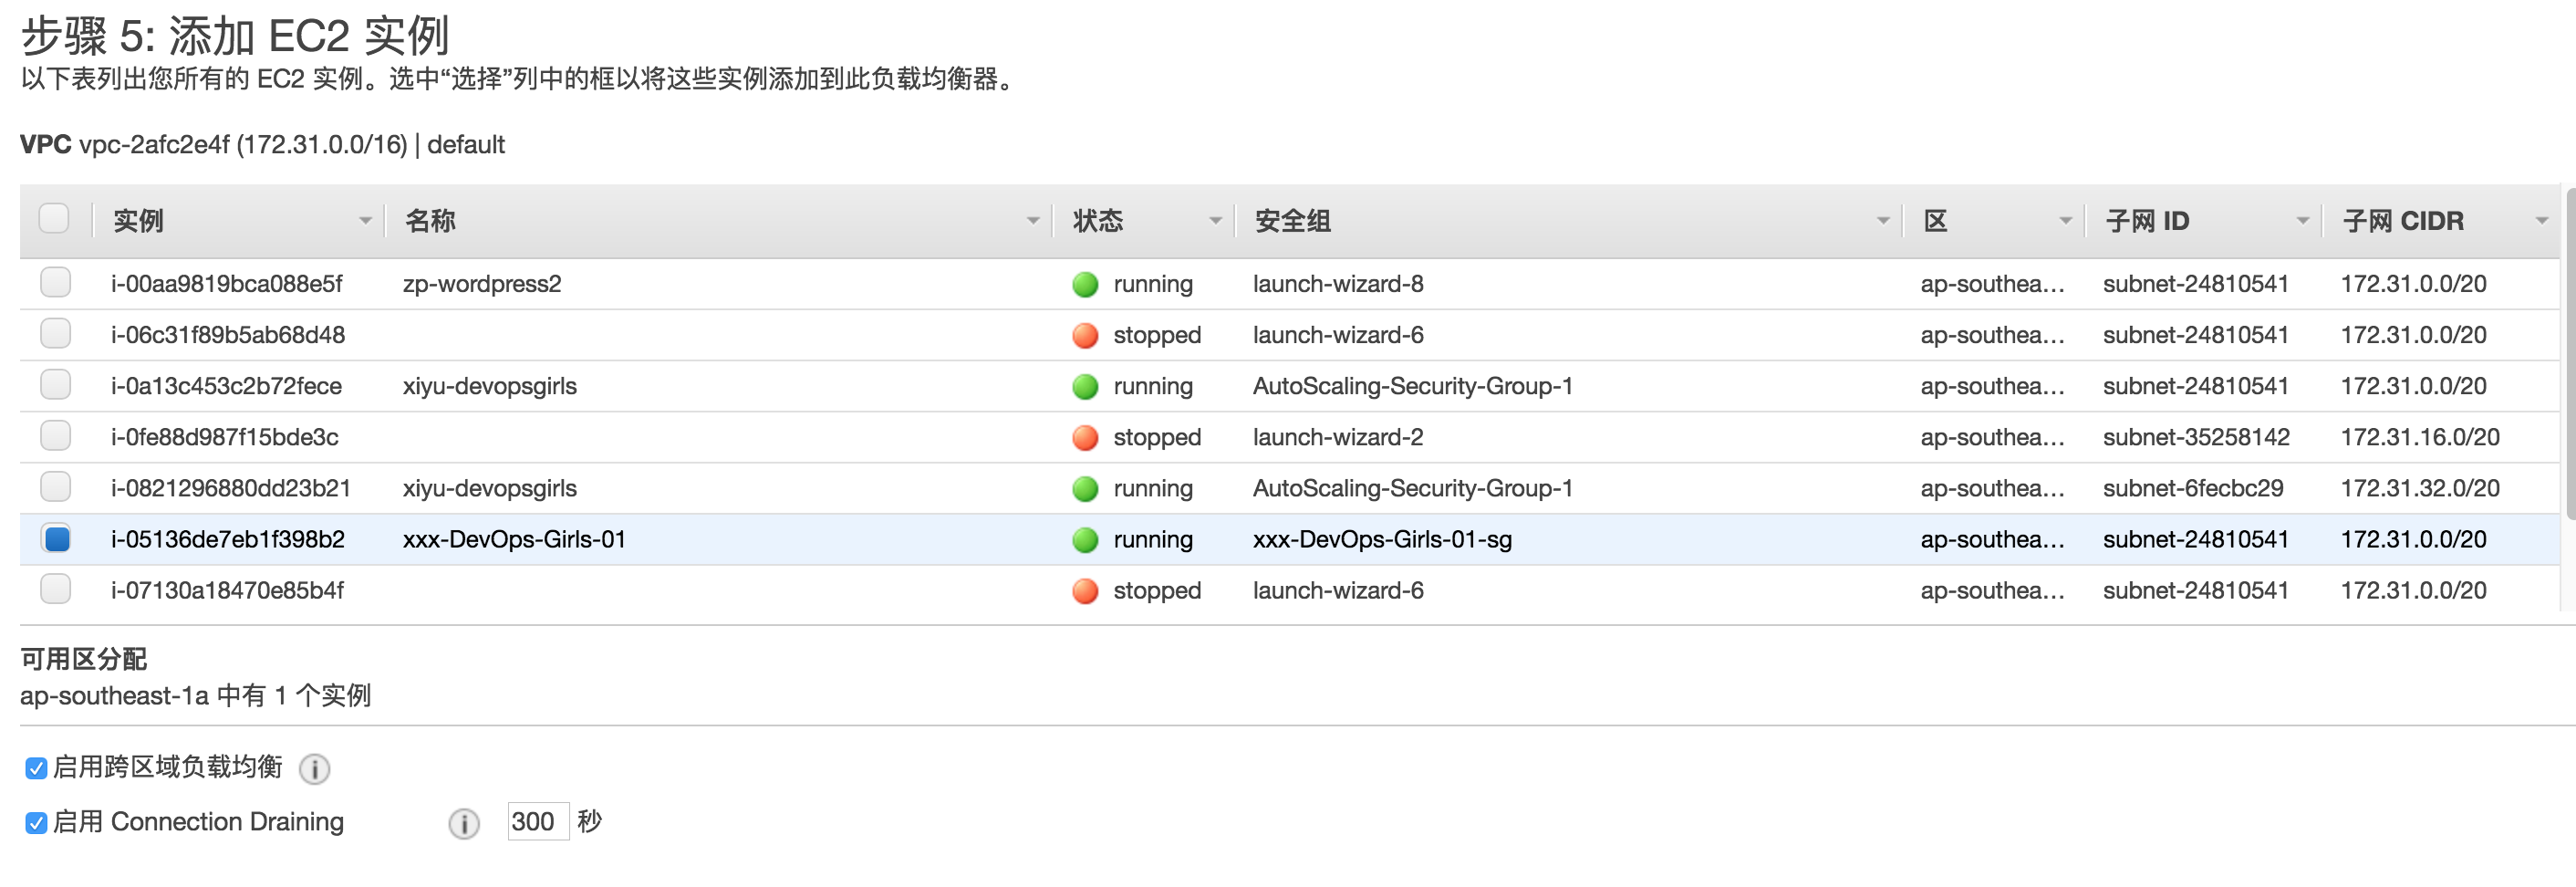 步骤 5: 添加 EC2 实例
以下表列出您所有的 EC2 实例。选中“选择”列中的框以将这些实例添加到此负载均衡器。
VPC vpc-2afc2e4f (172.31.0.0/16) | default
实例 名称 状态 安全组 区 子网 ID 子网 CIDR
i-00aa9819bca088e5f zp-wordpress2 running launch-wizard-8 ap-southea... subnet-24810541 172.31.0.0/20
i-06c31f89b5ab68d48 stopped launch-wizard-6 ap-southea... subnet-24810541 172.31.0.0/20
i-0a13c453c2b72fece xiyu-devopsgirls running AutoScaling-Security-Group-1 ap-southea... subnet-24810541 172.31.0.0/20
i-0fe88d987f15bde3c stopped launch-wizard-2 ap-southea... subnet-35258142 172.31.16.0/20
i-0821296880dd23b21 xiyu-devopsgirls running AutoScaling-Security-Group-1 ap-southea... subnet-6fecbc29 172.31.32.0/20
i-05136de7eb1f398b2 xxx-DevOps-Girls-01 running xxx-DevOps-Girls-01-sg ap-southea... subnet-24810541 172.31.0.0/20
i-07130a18470e85b4f stopped launch-wizard-6 ap-southea... subnet-24810541 172.31.0.0/20
可用区分配
ap-southeast-1a 中有 1 个实例
启用跨区域负载均衡 i
启用 Connection Draining i 300 秒